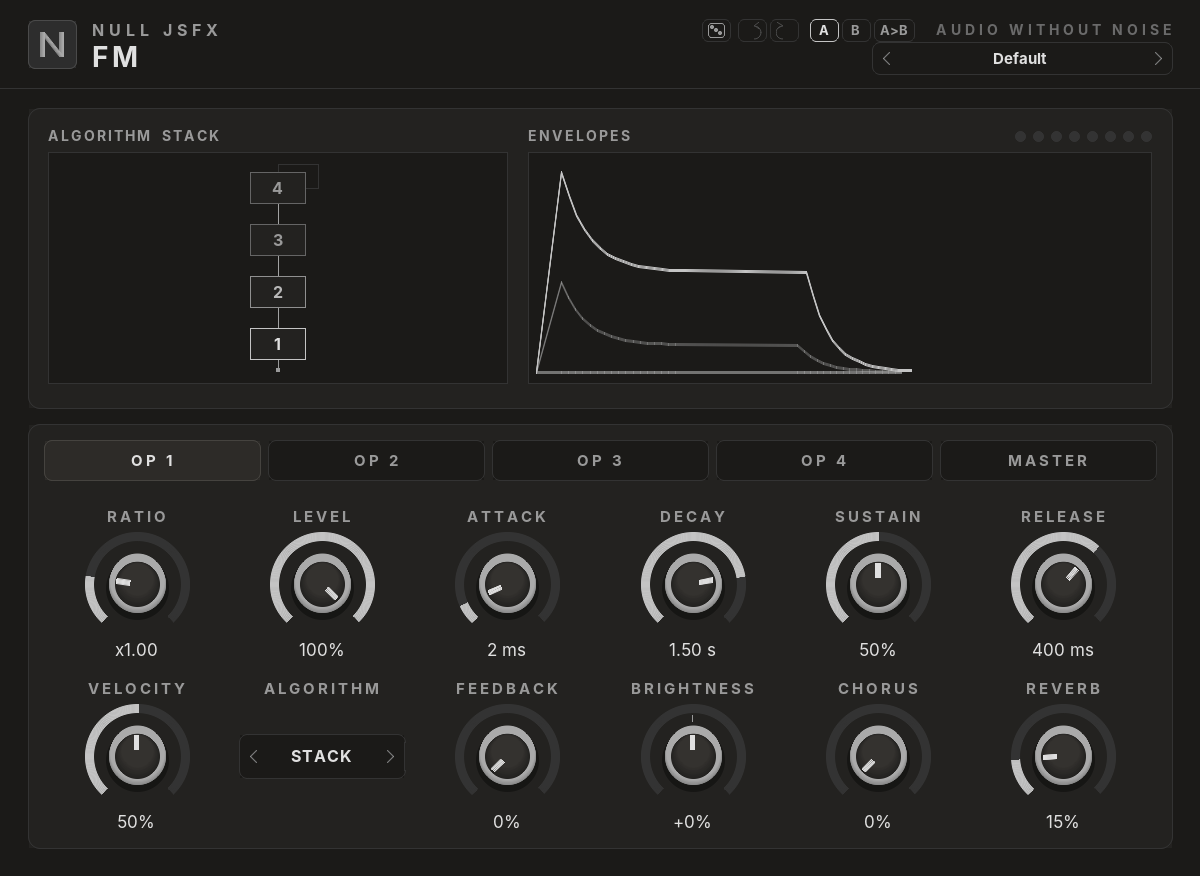 N NULL JSFX
FM
A B A>B AUDIO WITHOUT NOISE
Default
ALGORITHM STACK
ENVELOPES
4
3
2
1
OP 1 OP 2 OP 3 OP 4 MASTER
RATIO LEVEL ATTACK DECAY SUSTAIN RELEASE
x1.00 100% 2 ms 1.50 s 50% 400 ms
VELOCITY ALGORITHM FEEDBACK BRIGHTNESS CHORUS REVERB
STACK
50% 0% +0% 0% 15%